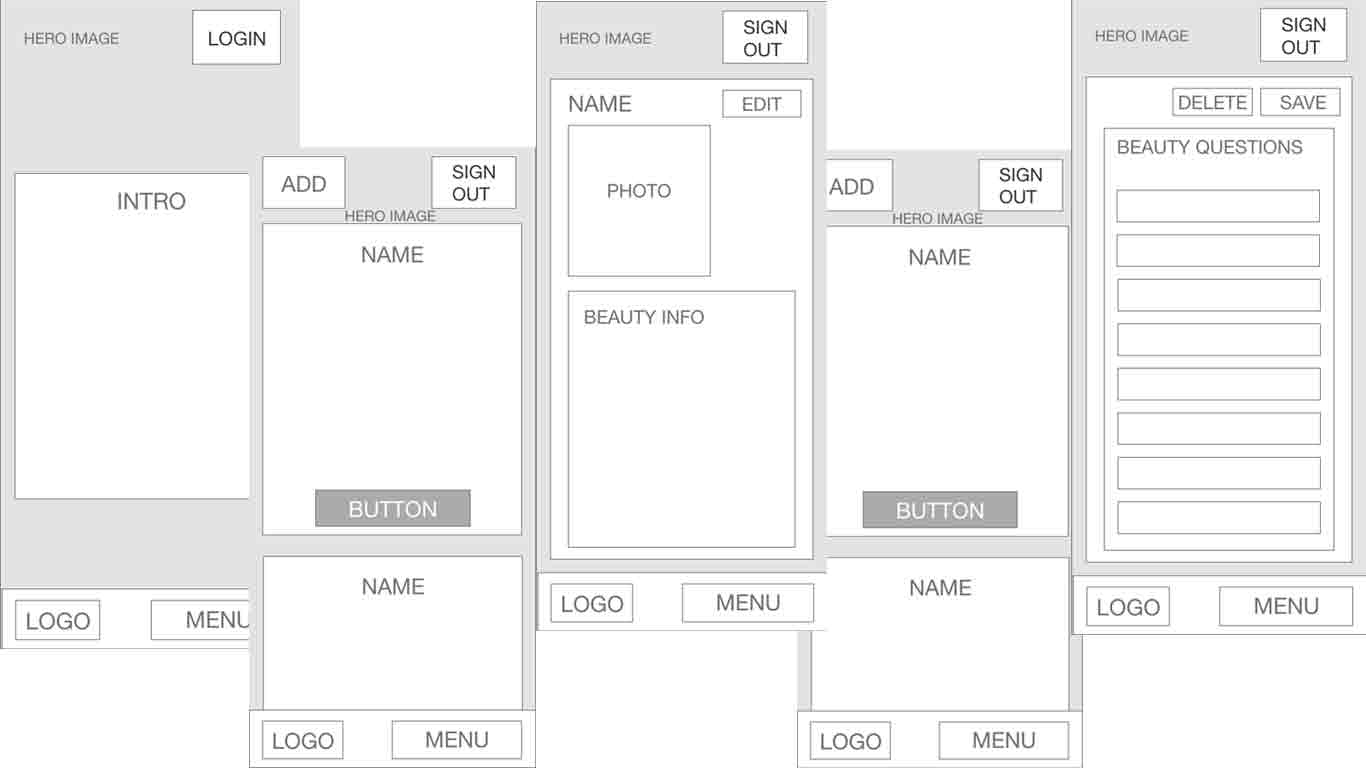 HERO IMAGE
LOGIN
INTRO
LOGO
MENU
ADD
SIGN
OUT
HERO IMAGE
NAME
BUTTON
NAME
LOGO
MENU
HERO IMAGE
SIGN
OUT
NAME
EDIT
PHOTO
BEAUTY INFO
LOGO
MENU
ADD
SIGN
OUT
HERO IMAGE
NAME
BUTTON
NAME
LOGO
MENU
HERO IMAGE
SIGN
OUT
DELETE
SAVE
BEAUTY QUESTIONS
LOGO
MENU